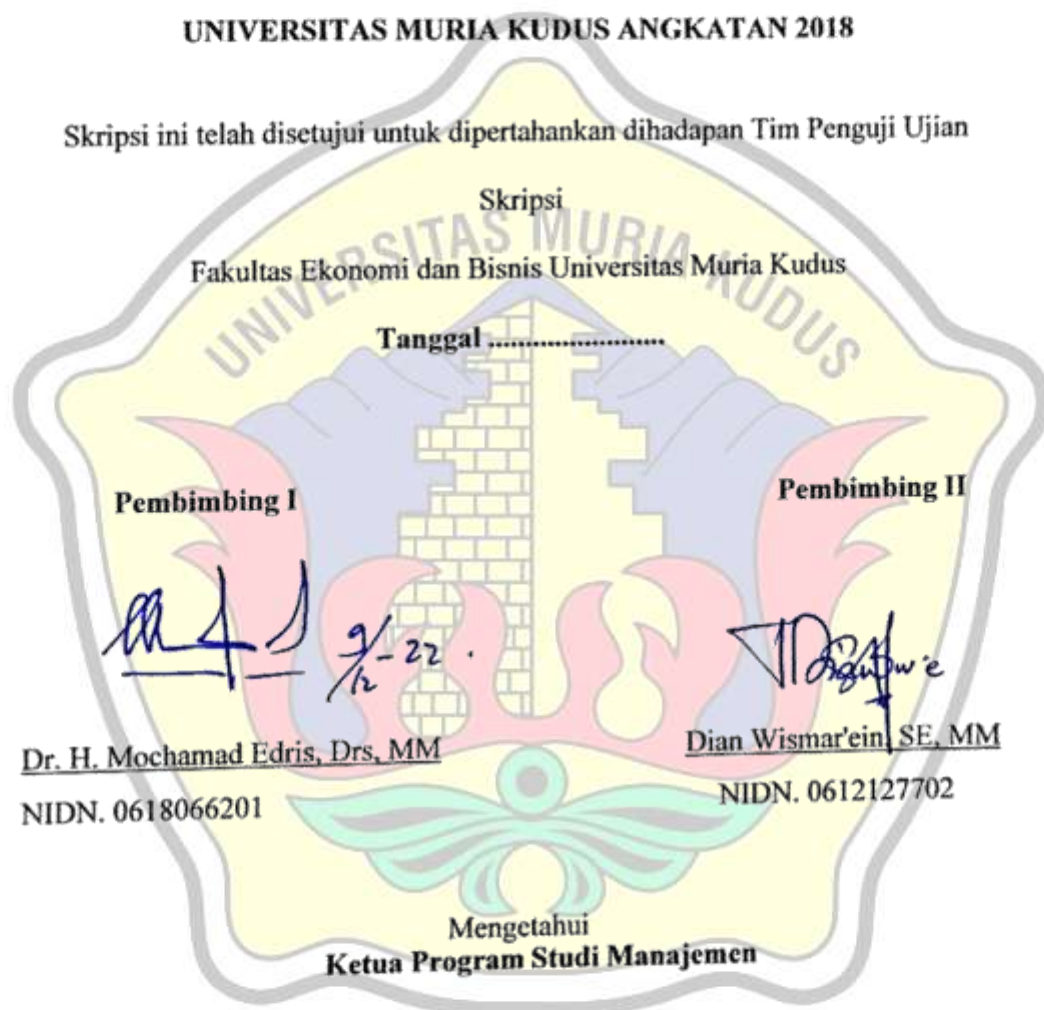 UNIVERSITAS MURIA KUDUS ANGKATAN 2018
Skripsi ini telah disetujui untuk dipertahankan dihadapan Tim Penguji Ujian
Skripsi
UNIVERSITAS MURIA KUDUS
Fakultas Ekonomi dan Bisnis Universitas Muria Kudus
Tanggal ........................
Pembimbing I
Pembimbing II
9/12 - 22 .
Dr. H. Mochamad Edris, Drs, MM
Dian Wismar'ein, SE, MM
NIDN. 0618066201
NIDN. 0612127702
Mengetahui
Ketua Program Studi Manajemen